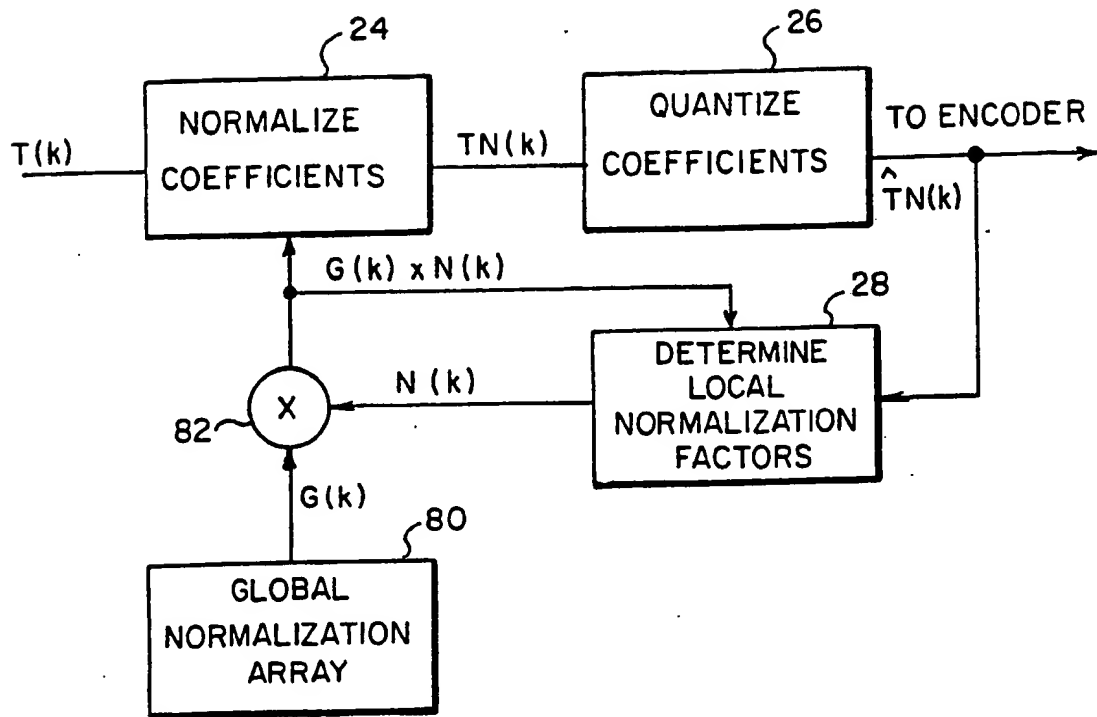 24
26
NORMALIZE
COEFFICIENTS
QUANTIZE
COEFFICIENTS
T(k)
TN(k)
TO ENCODER
T̂N(k)
G(k) x N(k)
28
DETERMINE
LOCAL
NORMALIZATION
FACTORS
N(k)
X
82
G(k)
80
GLOBAL
NORMALIZATION
ARRAY